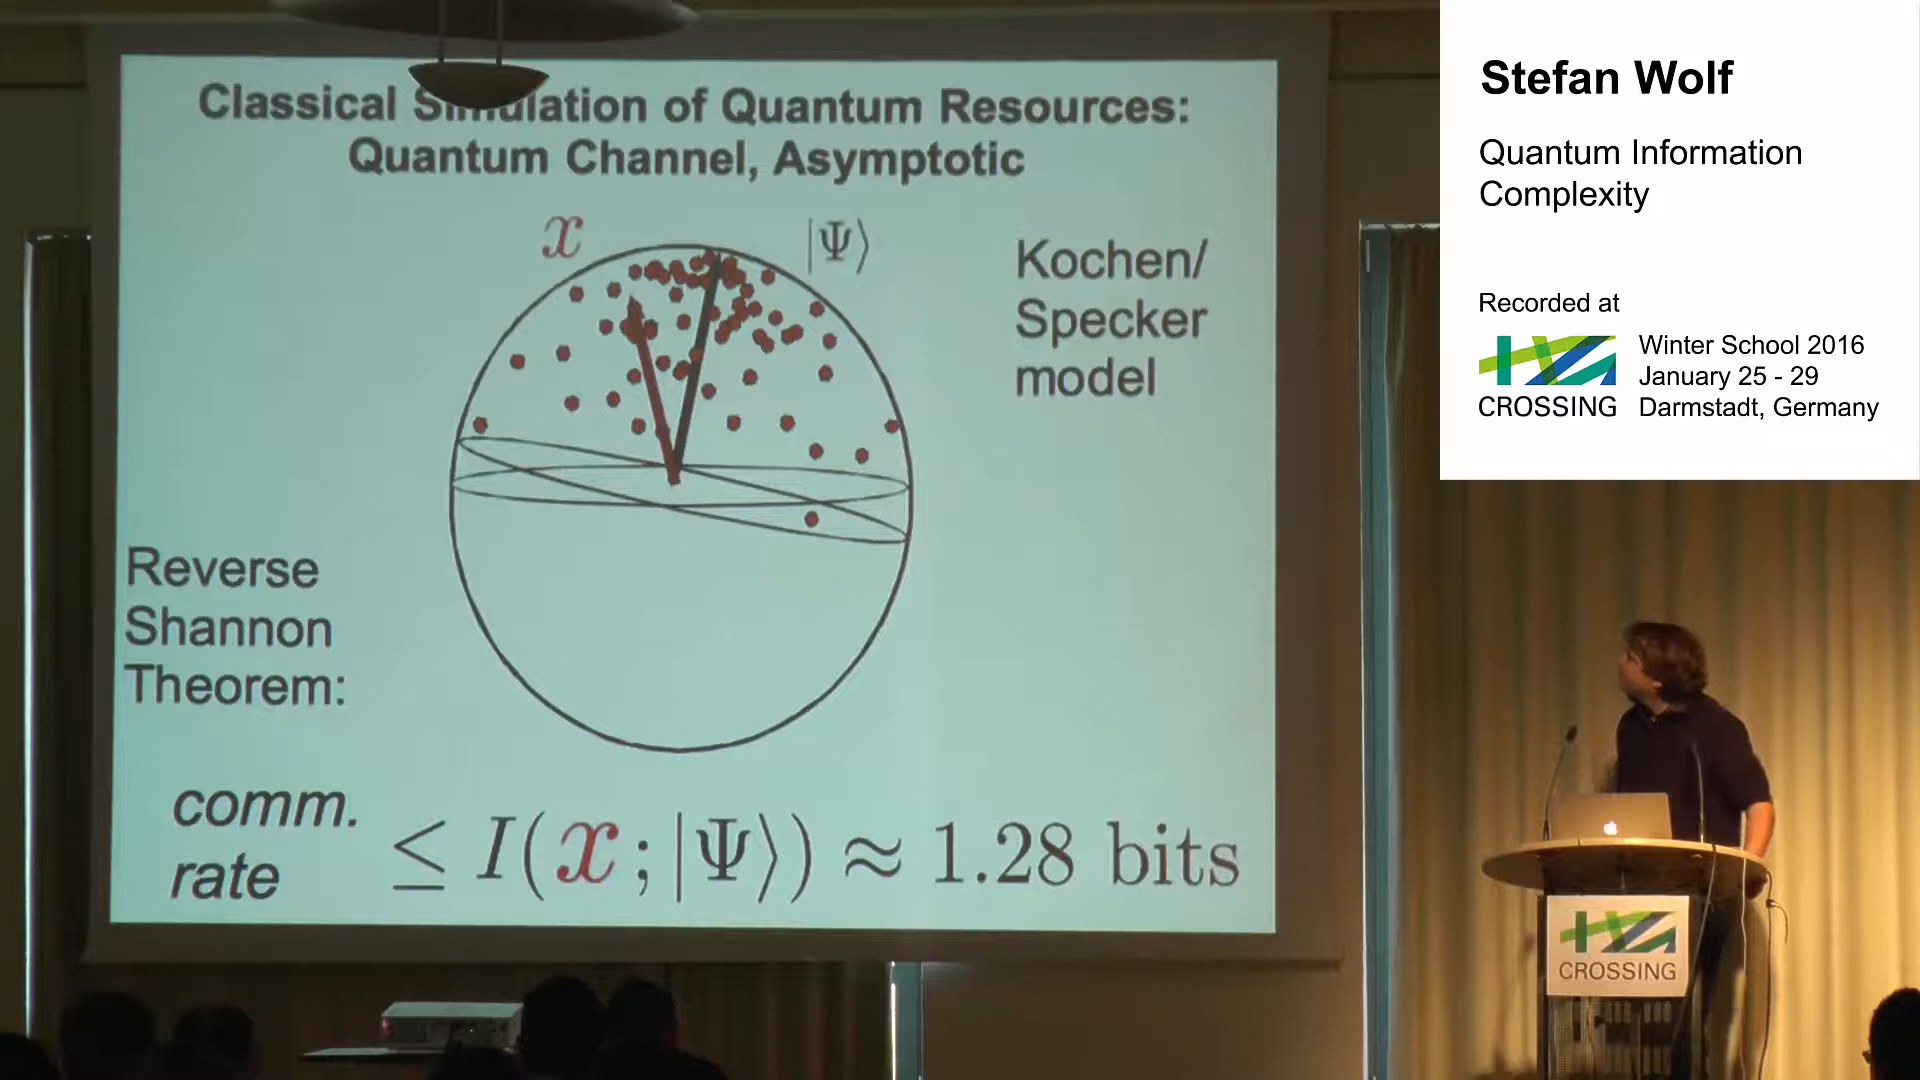 Classical Simulation of Quantum Resources:
Quantum Channel, Asymptotic
x
|Ψ⟩
Kochen/
Specker
model
Reverse
Shannon
Theorem:
comm.
rate
≤ I(x;|Ψ⟩) ≈ 1.28 bits
Stefan Wolf
Quantum Information
Complexity
Recorded at
CROSSING
Winter School 2016
January 25 - 29
Darmstadt, Germany
CROSSING